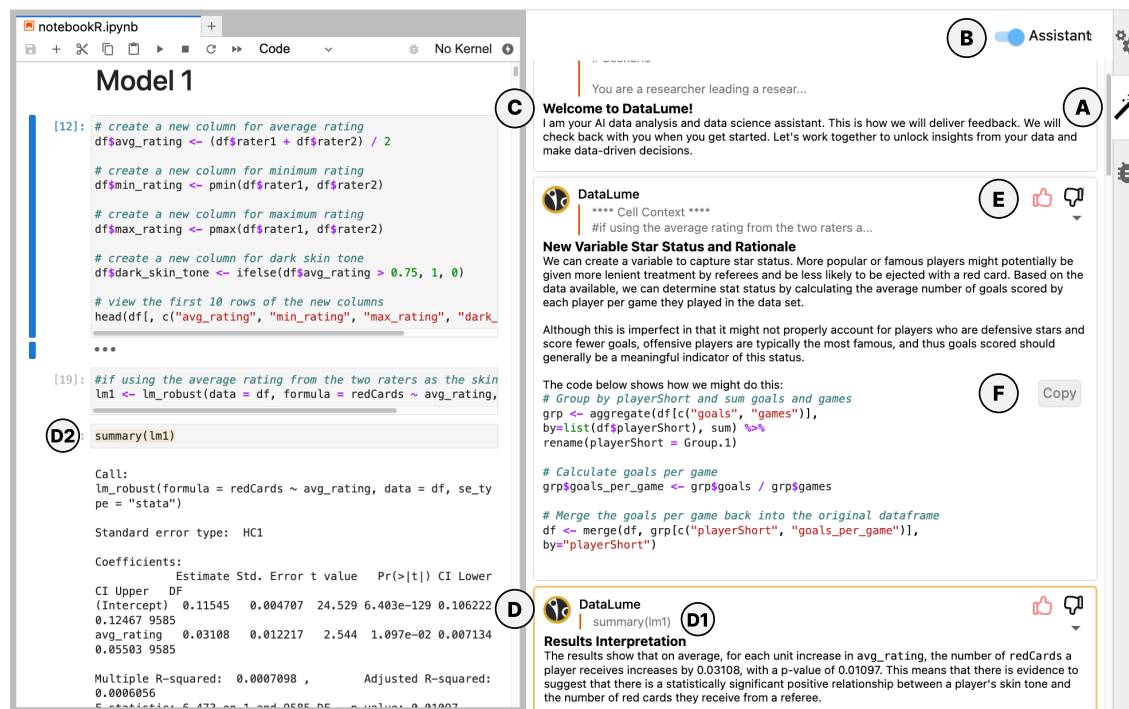 notebookR.ipynb
+
Code
No Kernel
Model 1
[12]:
# create a new column for average rating
df$avg_rating <- (df$rater1 + df$rater2) / 2
# create a new column for minimum rating
df$min_rating <- pmin(df$rater1, df$rater2)
# create a new column for maximum rating
df$max_rating <- pmax(df$rater1, df$rater2)
# create a new column for dark skin tone
df$dark_skin_tone <- ifelse(df$avg_rating > 0.75, 1, 0)
# view the first 10 rows of the new columns
head(df[, c("avg_rating", "min_rating", "max_rating", "dark_
•••
[19]:
#if using the average rating from the two raters as the skin
lm1 <- lm_robust(data = df, formula = redCards ~ avg_rating,
D2
:
summary(lm1)
Call:
lm_robust(formula = redCards ~ avg_rating, data = df, se_ty
pe = "stata")
Standard error type:  HC1
Coefficients:
Estimate Std. Error t value   Pr(>|t|) CI Lower
CI Upper   DF
(Intercept)  0.11545   0.004707  24.529 6.403e-129 0.106222
0.12467 9585
avg_rating   0.03108   0.012217   2.544  1.097e-02 0.007134
0.05503 9585
Multiple R-squared:  0.0007098 ,        Adjusted R-squared:
0.0006056
F-statistic: 6.473 on 1 and 9585 DF,  p-value: 0.01097
B
Assistant
You are a researcher leading a resear...
C
A
Welcome to DataLume!
I am your AI data analysis and data science assistant. This is how we will deliver feedback. We will
check back with you when you get started. Let's work together to unlock insights from your data and
make data-driven decisions.
DataLume
E
**** Cell Context ****
#if using the average rating from the two raters a...
New Variable Star Status and Rationale
We can create a variable to capture star status. More popular or famous players might potentially be
given more lenient treatment by referees and be less likely to be ejected with a red card. Based on the
data available, we can determine stat status by calculating the average number of goals scored by
each player per game they played in the data set.
Although this is imperfect in that it might not properly account for players who are defensive stars and
score fewer goals, offensive players are typically the most famous, and thus goals scored should
generally be a meaningful indicator of this status.
The code below shows how we might do this:
F
Copy
# Group by playerShort and sum goals and games
grp <- aggregate(df[c("goals", "games")],
by=list(df$playerShort), sum) %>%
rename(playerShort = Group.1)
# Calculate goals per game
grp$goals_per_game <- grp$goals / grp$games
# Merge the goals per game back into the original dataframe
df <- merge(df, grp[c("playerShort", "goals_per_game")],
by="playerShort")
D
DataLume
summary(lm1)
D1
Results Interpretation
The results show that on average, for each unit increase in avg_rating, the number of redCards a
player receives increases by 0.03108, with a p-value of 0.01097. This means that there is evidence to
suggest that there is a statistically significant positive relationship between a player's skin tone and
the number of red cards they receive from a referee.